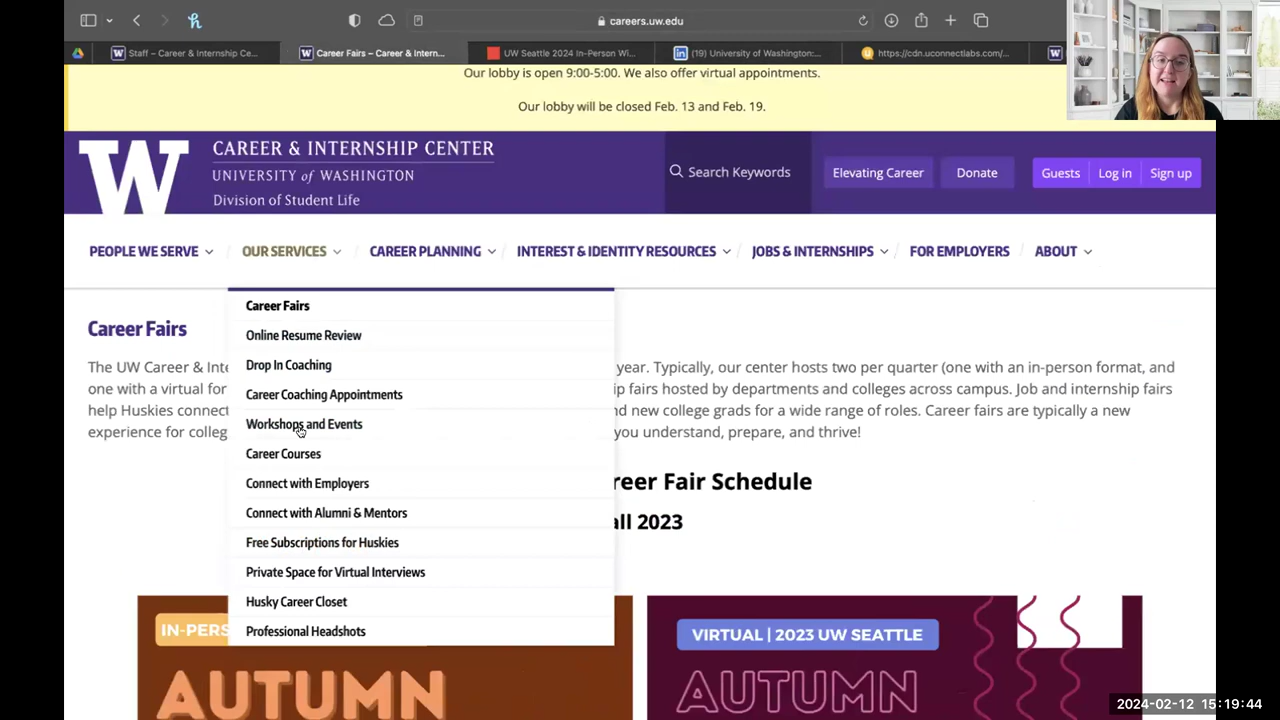 careers.uw.edu
Staff – Career & Internship Ce...
Career Fairs – Career & Intern...
UW Seattle 2024 In-Person Wi...
(19) University of Washington:...
https://cdn.uconnectlabs.com/...
Our lobby is open 9:00-5:00. We also offer virtual appointments.
Our lobby will be closed Feb. 13 and Feb. 19.
W
CAREER & INTERNSHIP CENTER
UNIVERSITY of WASHINGTON
Division of Student Life
Search Keywords
Elevating Career
Donate
Guests
Log in
Sign up
PEOPLE WE SERVE
OUR SERVICES
CAREER PLANNING
INTEREST & IDENTITY RESOURCES
JOBS & INTERNSHIPS
FOR EMPLOYERS
ABOUT
Career Fairs
Online Resume Review
Drop In Coaching
Career Coaching Appointments
Workshops and Events
Career Courses
Connect with Employers
Connect with Alumni & Mentors
Free Subscriptions for Huskies
Private Space for Virtual Interviews
Husky Career Closet
Professional Headshots
Career Fairs
The UW Career & Inte year. Typically, our center hosts two per quarter (one with an in-person format, and
one with a virtual for ip fairs hosted by departments and colleges across campus. Job and internship fairs
help Huskies connect nd new college grads for a wide range of roles. Career fairs are typically a new
experience for colleg you understand, prepare, and thrive!
reer Fair Schedule
all 2023
IN-PERS
AUTUMN
VIRTUAL | 2023 UW SEATTLE
AUTUMN
2024-02-12 15:19:44